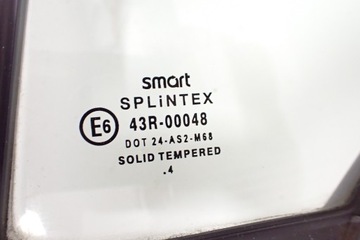 smart
SPLiNTEX
E6 43R-00048
DOT 24-AS2-M68
SOLID TEMPERED
.4